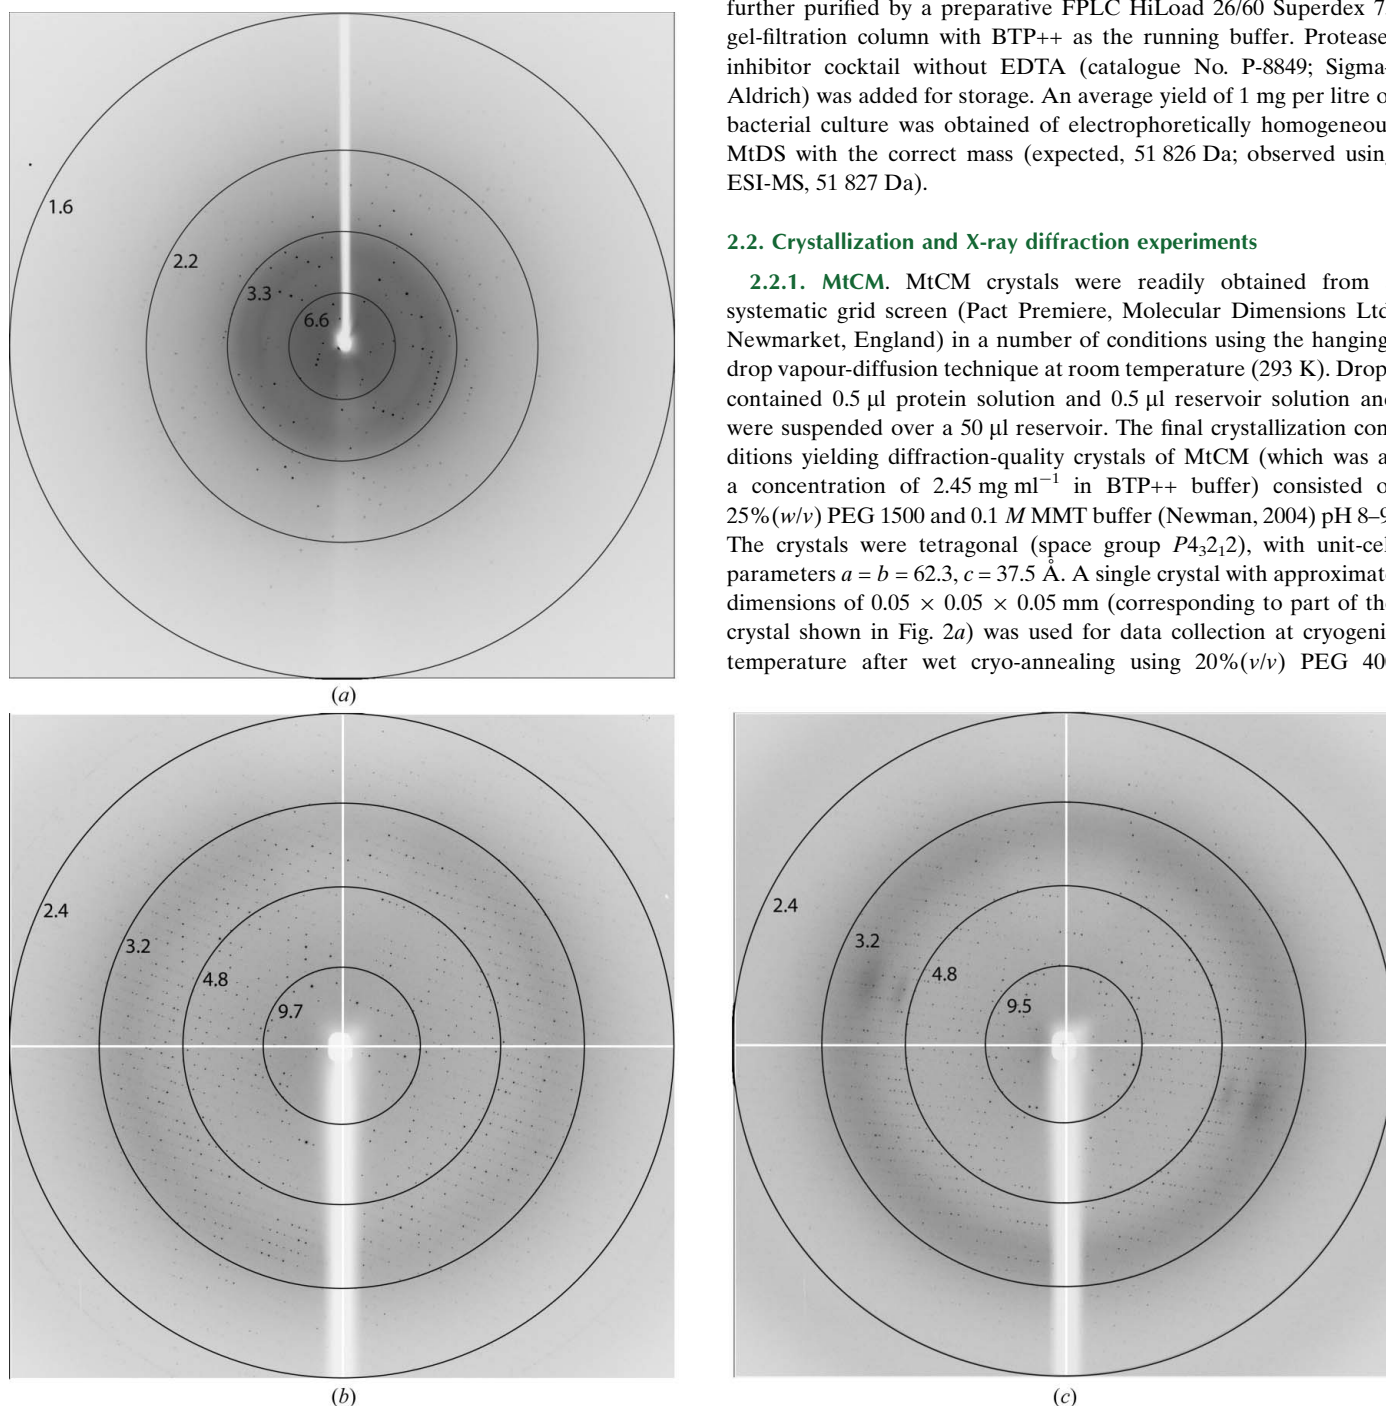 further purified by a preparative FPLC HiLoad 26/60 Superdex 7
gel-filtration column with BTP++ as the running buffer. Protease
inhibitor cocktail without EDTA (catalogue No. P-8849; Sigma-
Aldrich) was added for storage. An average yield of 1 mg per litre o
bacterial culture was obtained of electrophoretically homogeneou
MtDS with the correct mass (expected, 51 826 Da; observed using
ESI-MS, 51 827 Da).
2.2. Crystallization and X-ray diffraction experiments
2.2.1. MtCM. MtCM crystals were readily obtained from
systematic grid screen (Pact Premiere, Molecular Dimensions Ltd
Newmarket, England) in a number of conditions using the hanging
drop vapour-diffusion technique at room temperature (293 K). Drop
contained 0.5 µl protein solution and 0.5 µl reservoir solution and
were suspended over a 50 µl reservoir. The final crystallization con
ditions yielding diffraction-quality crystals of MtCM (which was a
a concentration of 2.45 mg ml⁻¹ in BTP++ buffer) consisted o
25%(w/v) PEG 1500 and 0.1 M MMT buffer (Newman, 2004) pH 8–9
The crystals were tetragonal (space group P4₃2₁2), with unit-cel
parameters a = b = 62.3, c = 37.5 Å. A single crystal with approximat
dimensions of 0.05 × 0.05 × 0.05 mm (corresponding to part of the
crystal shown in Fig. 2a) was used for data collection at cryogeni
temperature after wet cryo-annealing using 20%(v/v) PEG 400
1.6
2.2
3.3
6.6
(a)
2.4
3.2
4.8
9.7
(b)
2.4
3.2
4.8
9.5
(c)